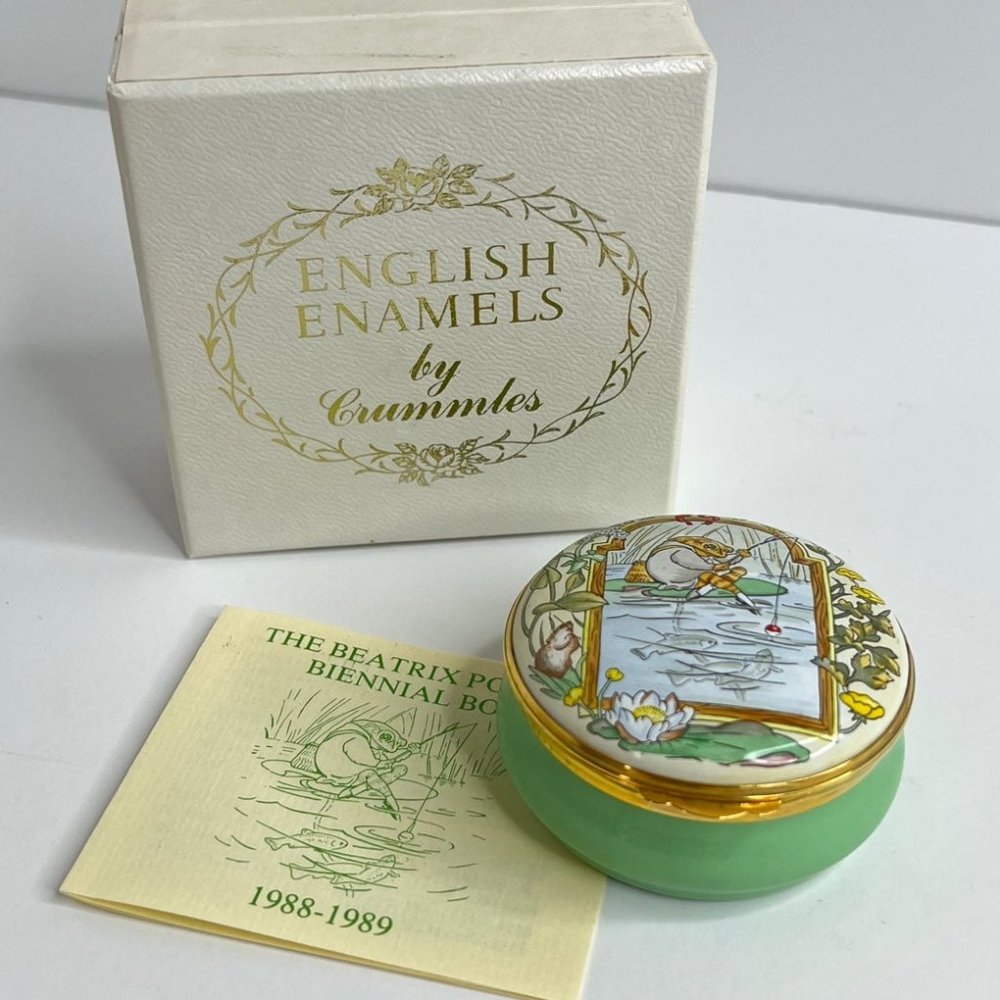 ENGLISH
ENAMELS
by
Crummles
THE BEATRIX PO
BIENNIAL BO
1988-1989